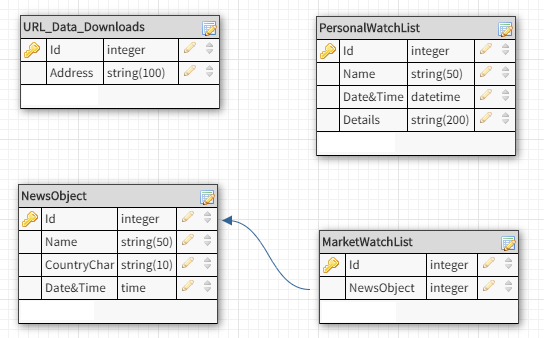 URL_Data_Downloads
Id integer
Address string(100)
PersonalWatchList
Id integer
Name string(50)
Date&Time datetime
Details string(200)
NewsObject
Id integer
Name string(50)
CountryChar string(10)
Date&Time time
MarketWatchList
Id integer
NewsObject integer